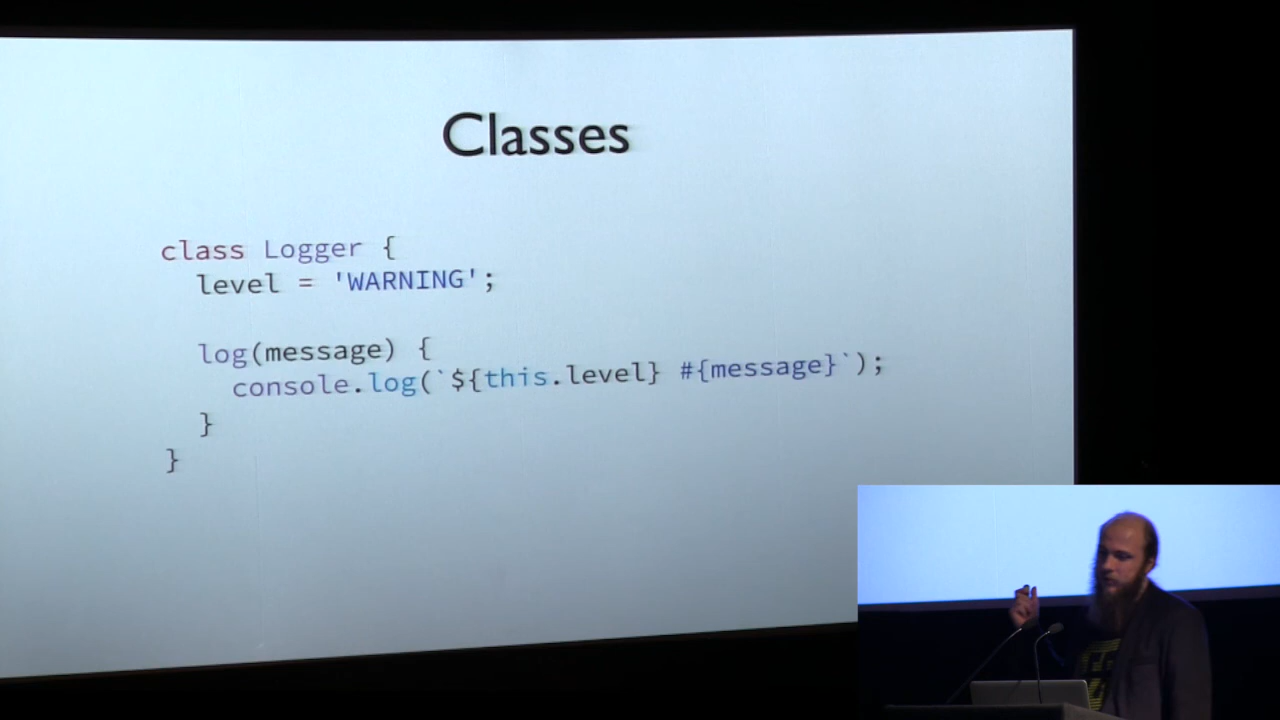 Classes
class Logger {
level = 'WARNING';
log(message) {
console.log(`${this.level} #{message}`);
}
}